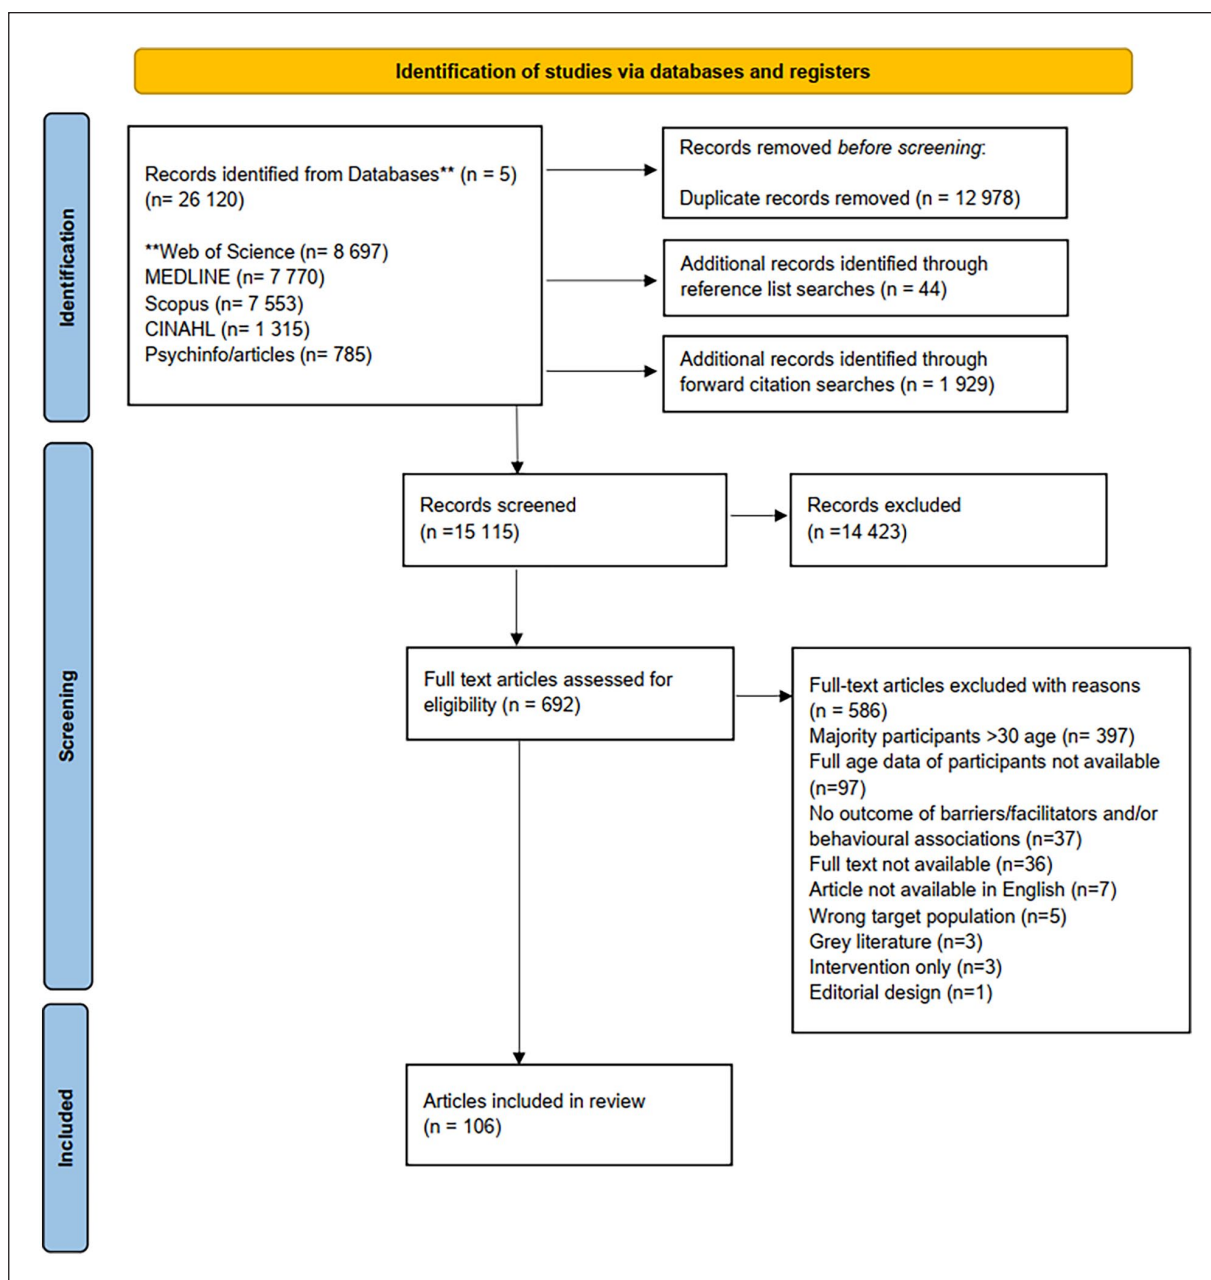 Identification of studies via databases and registers
Identification
Records identified from Databases** (n = 5)
(n= 26 120)
**Web of Science (n= 8 697)
MEDLINE (n= 7 770)
Scopus (n= 7 553)
CINAHL (n= 1 315)
Psychinfo/articles (n= 785)
Records removed before screening:
Duplicate records removed (n = 12 978)
Additional records identified through
reference list searches (n = 44)
Additional records identified through
forward citation searches (n = 1 929)
Screening
Records screened
(n =15 115)
Records excluded
(n =14 423)
Full text articles assessed for
eligibility (n = 692)
Full-text articles excluded with reasons
(n = 586)
Majority participants >30 age (n= 397)
Full age data of participants not available
(n=97)
No outcome of barriers/facilitators and/or
behavioural associations (n=37)
Full text not available (n=36)
Article not available in English (n=7)
Wrong target population (n=5)
Grey literature (n=3)
Intervention only (n=3)
Editorial design (n=1)
Included
Articles included in review
(n = 106)